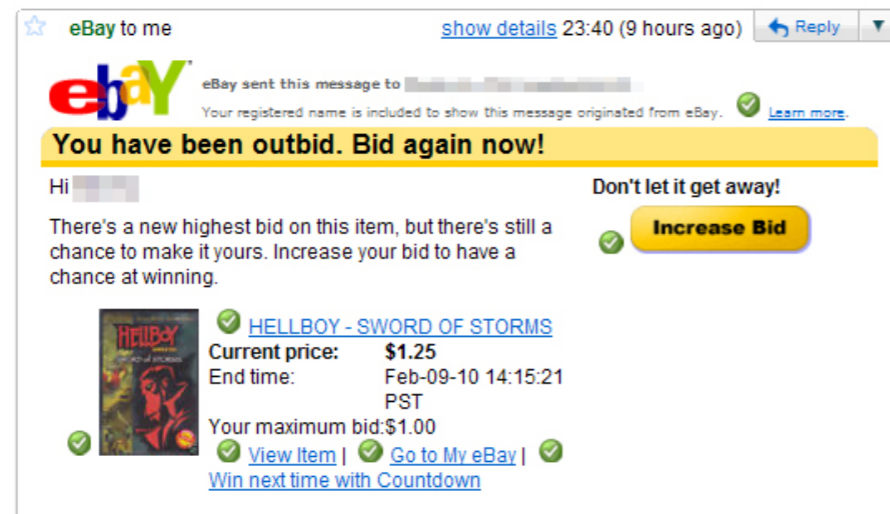 eBay to me show details 23:40 (9 hours ago) Reply
ebay eBay sent this message to
Your registered name is included to show this message originated from eBay. Learn more.
You have been outbid. Bid again now!
Hi
Don't let it get away!
There's a new highest bid on this item, but there's still a
chance to make it yours. Increase your bid to have a
chance at winning.
Increase Bid
HELLBOY
SWORD OF STORMS
HELLBOY - SWORD OF STORMS
Current price: $1.25
End time: Feb-09-10 14:15:21
PST
Your maximum bid:$1.00
View Item | Go to My eBay |
Win next time with Countdown